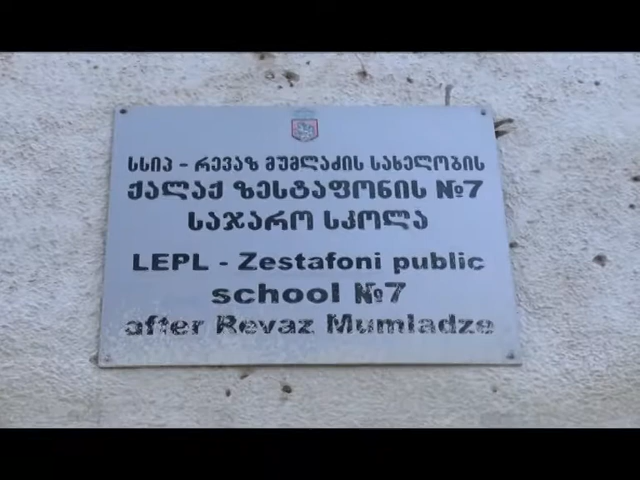 სსიპ - რევაზ მუმლაძის სახელობის
ქალაქ ზესტაფონის №7
საჯარო სკოლა
LEPL - Zestafoni public
school №7
after Revaz Mumladze